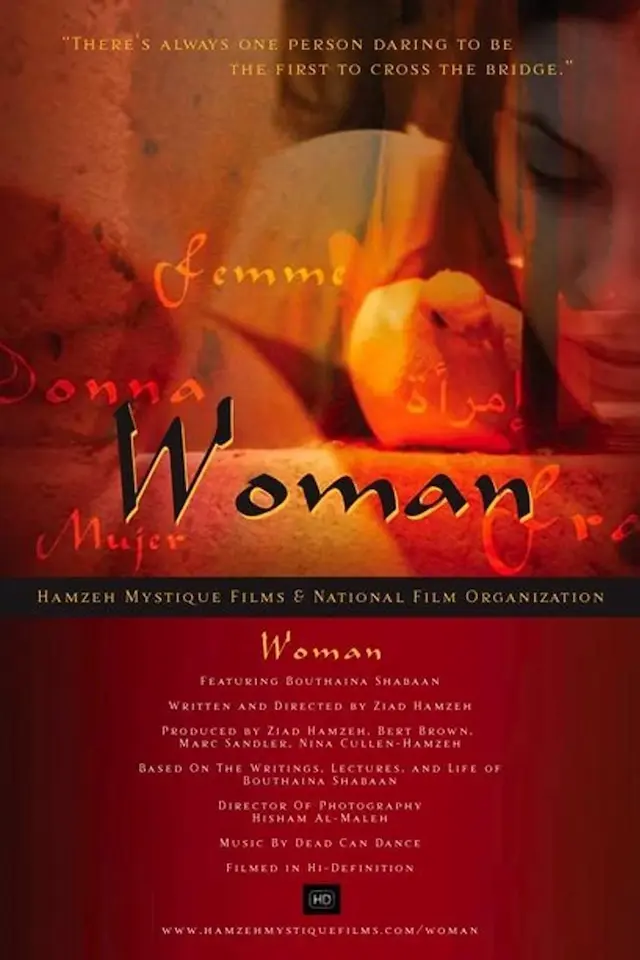 "There's always one person daring to be
the first to cross the bridge."
Femme
Donna
إمرأة
Woman
Mujer
Fra
Hamzeh Mystique Films & National Film Organization
Woman
Featuring Bouthaina Shabaan
Written and Directed by Ziad Hamzeh
Produced by Ziad Hamzeh, Bert Brown,
Marc Sandler, Nina Cullen-Hamzeh
Based On The Writings, Lectures, and Life of
Bouthaina Shabaan
Director Of Photography
Hisham Al-Maleh
Music By Dead Can Dance
Filmed in Hi-Definition
HD
www.hamzehmystiquefilms.com/woman